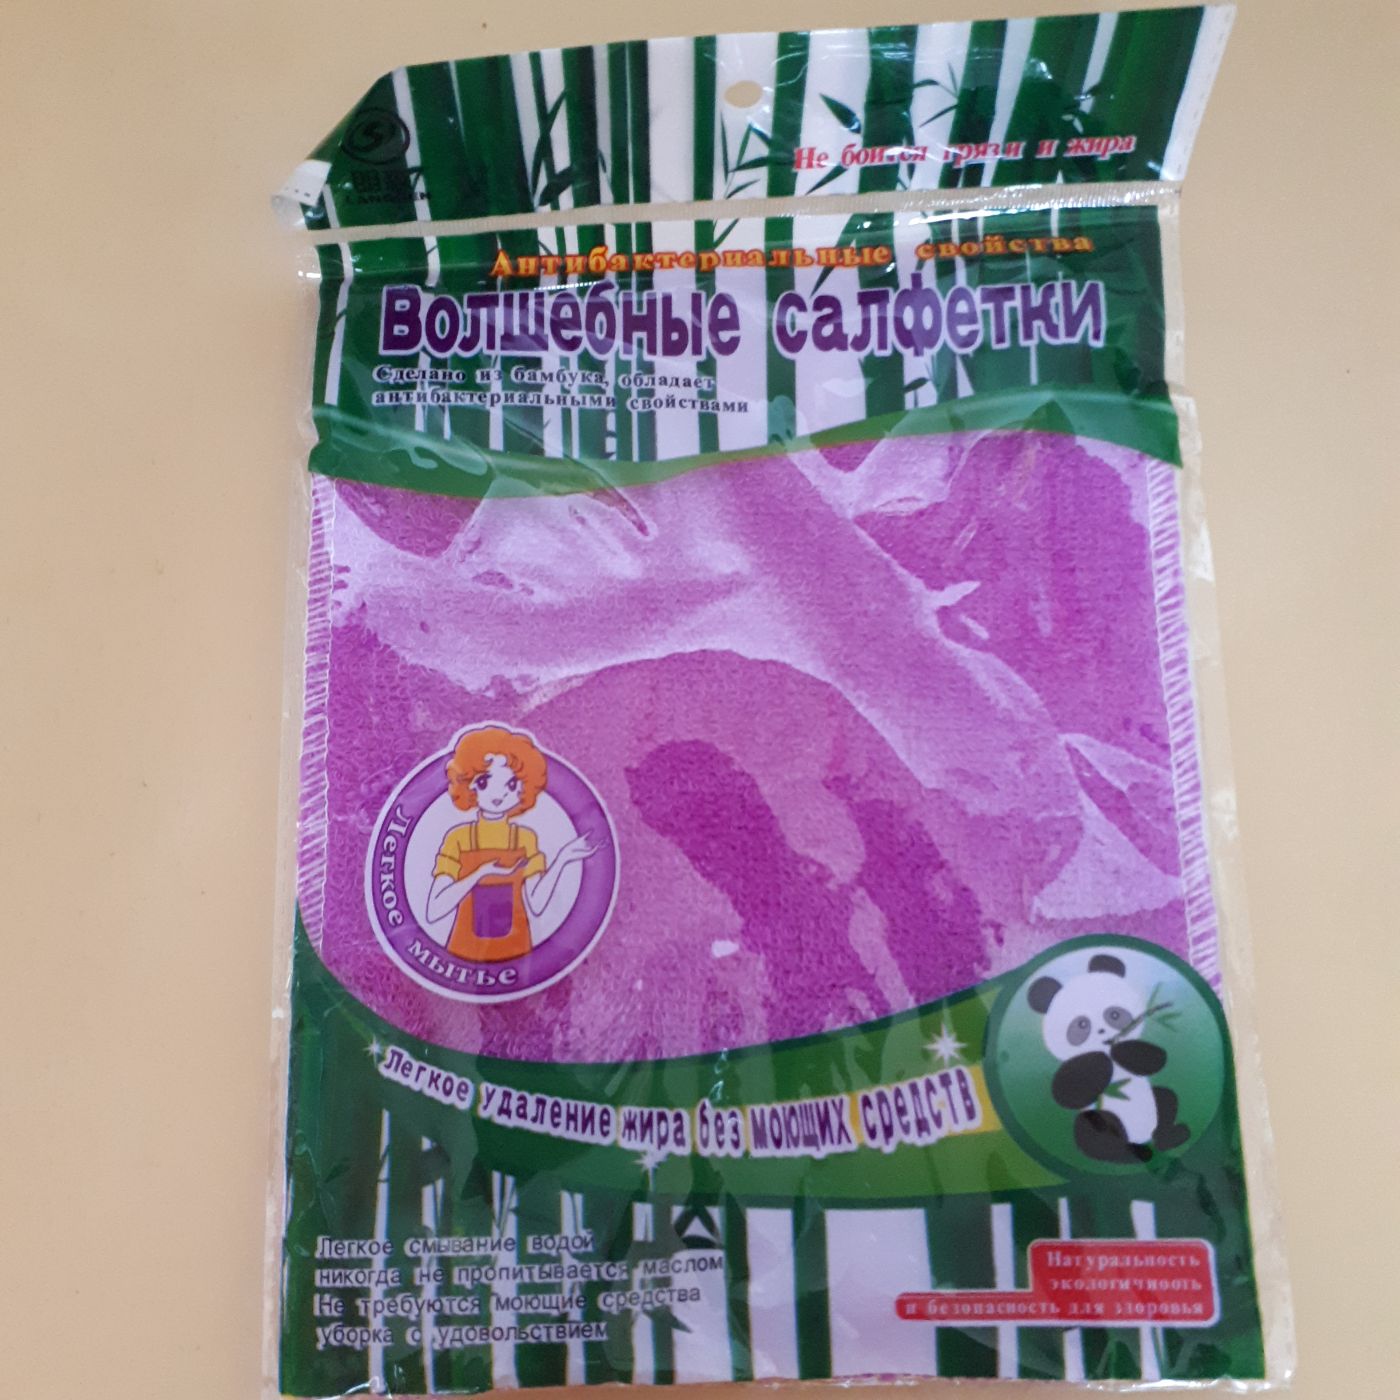 Не боится грязи и жира
Антибактериальные свойства
Волшебные салфетки
Сделано из бамбука, обладает
антибактериальными свойствами
Легкое мытье
Легкое удаление жира без моющих средств
Легкое смывание водой
никогда не пропитывается маслом
Не требуются моющие средства
уборка с удовольствием
Натуральность
экологичность
и безопасность для здоровья